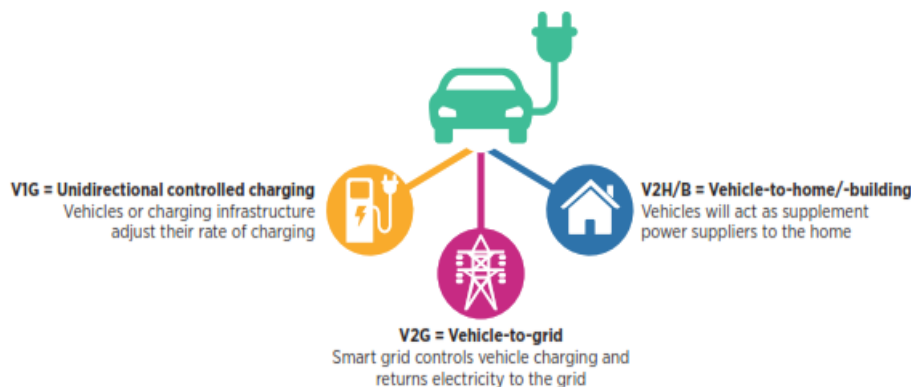 V1G = Unidirectional controlled charging
Vehicles or charging infrastructure
adjust their rate of charging
V2H/B = Vehicle-to-home/-building
Vehicles will act as supplement
power suppliers to the home
V2G = Vehicle-to-grid
Smart grid controls vehicle charging and
returns electricity to the grid